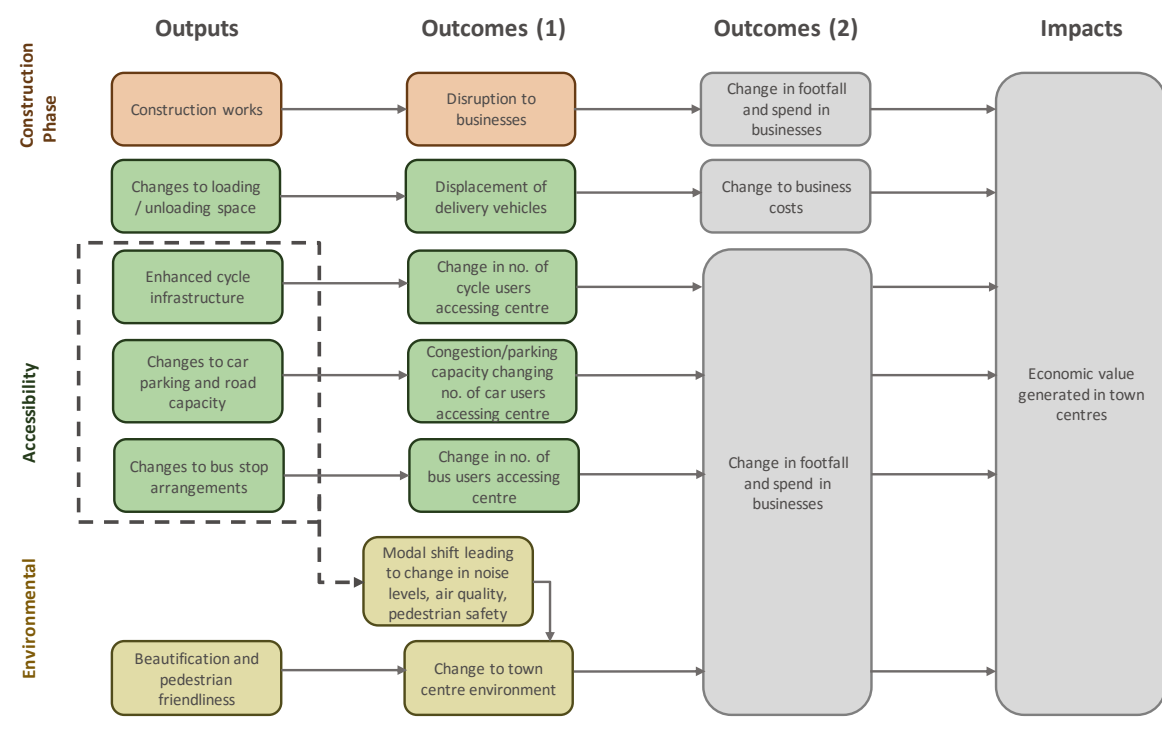 Outputs
Outcomes (1)
Outcomes (2)
Impacts
Construction
Phase
Construction works
Disruption to
businesses
Change in footfall
and spend in
businesses
Changes to loading
/ unloading space
Displacement of
delivery vehicles
Change to business
costs
Accessibility
Enhanced cycle
infrastructure
Change in no. of
cycle users
accessing centre
Changes to car
parking and road
capacity
Congestion/parking
capacity changing
no. of car users
accessing centre
Changes to bus stop
arrangements
Change in no. of
bus users accessing
centre
Change in footfall
and spend in
businesses
Economic value
generated in town
centres
Environmental
Modal shift leading
to change in noise
levels, air quality,
pedestrian safety
Beautification and
pedestrian
friendliness
Change to town
centre environment